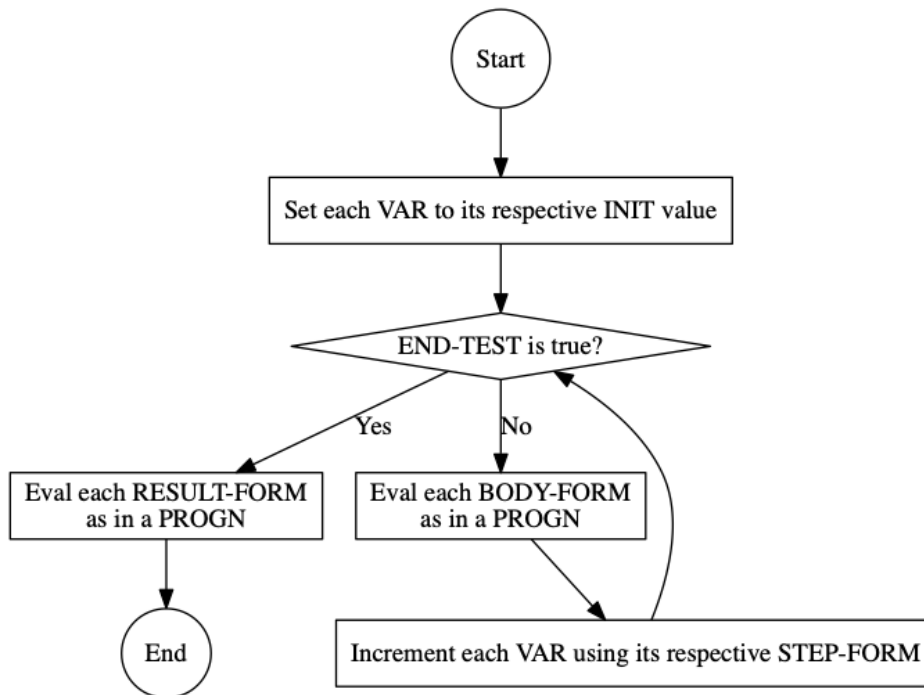 Start
Set each VAR to its respective INIT value
END-TEST is true?
Yes
No
Eval each RESULT-FORM
as in a PROGN
Eval each BODY-FORM
as in a PROGN
End
Increment each VAR using its respective STEP-FORM